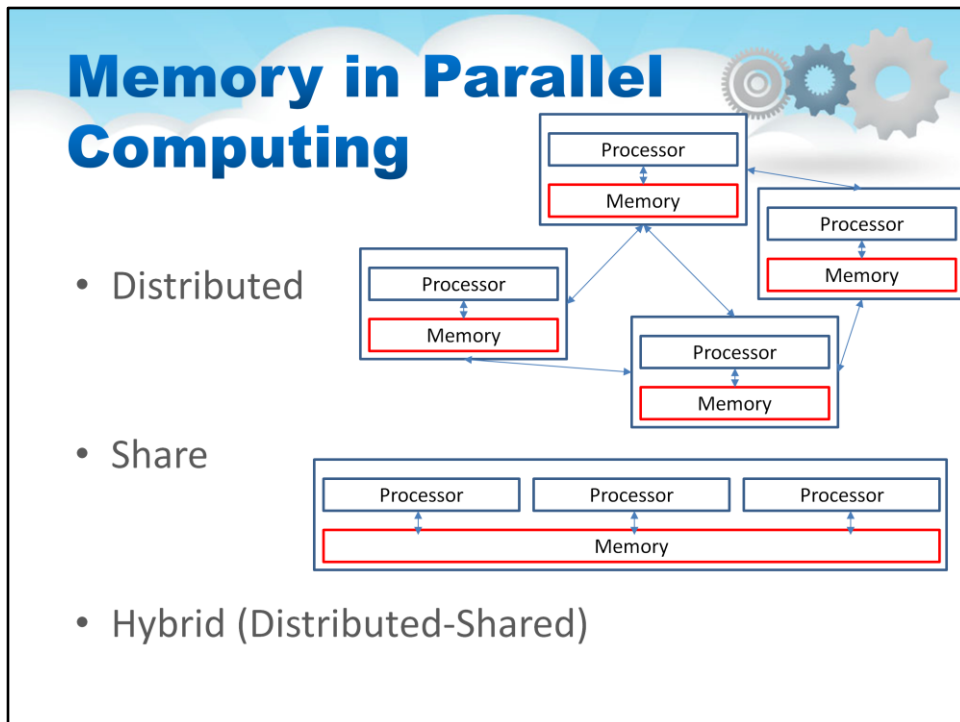 Memory in Parallel
Computing
Processor
Memory
Processor
Memory
• Distributed
Processor
Memory
Processor
Memory
• Share
Processor Processor Processor
Memory
• Hybrid (Distributed-Shared)